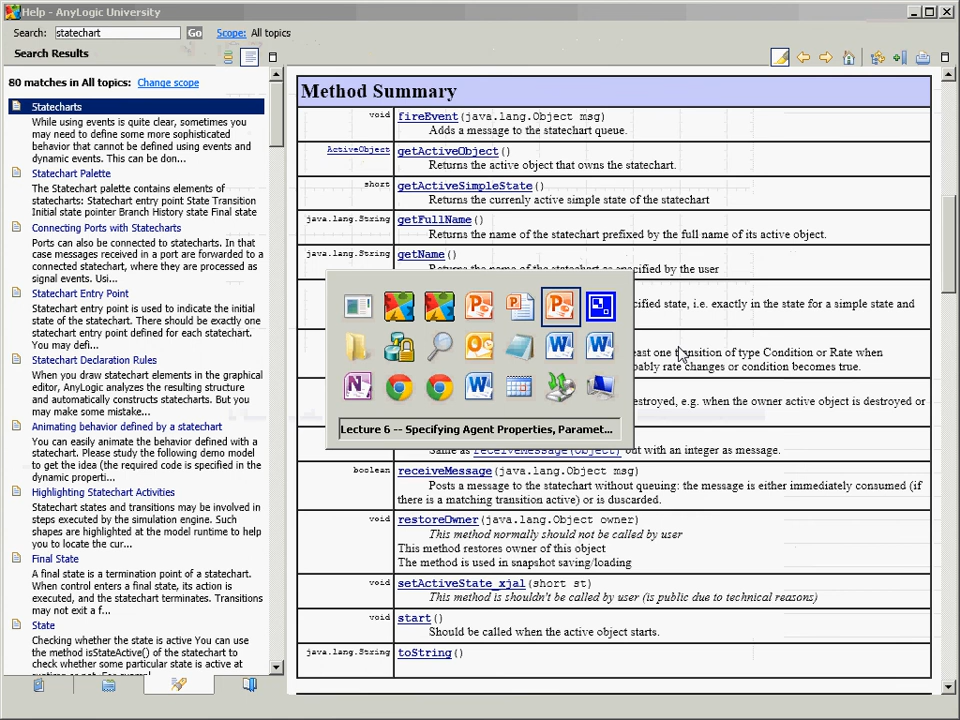 Help - AnyLogic University
Search: statechart Go Scope: All topics
Search Results
80 matches in All topics: Change scope
Statecharts
While using events is quite clear, sometimes
you may need to define some more sophisticated
behavior that cannot be defined using events and
dynamic events. This can be don...
Statechart Palette
The Statechart palette contains elements of
statecharts: Statechart entry point State Transition
Initial state pointer Branch History state Final state
Connecting Ports with Statecharts
Ports can also be connected to statecharts. In that
case messages received in a port are forwarded to a
connected statechart, where they are processed as
signal events. Usi...
Statechart Entry Point
Statechart entry point is used to indicate the initial
state of the statechart. There should be exactly one
statechart entry point defined for each statechart.
You may defi...
Statechart Declaration Rules
When you draw statechart elements in the graphical
editor, AnyLogic analyzes the resulting structure
and automatically constructs statecharts. But you
may make some mistake...
Animating behavior defined by a statechart
You can easily animate the behavior defined with a
statechart. Please study the following demo model
to get the idea (the required code is specified in the
dynamic properti...
Highlighting Statechart Activities
Statechart states and transitions may be involved in
steps executed by the simulation engine. Such
shapes are highlighted at the model runtime to help
you to locate the cur...
Final State
A final state is a termination point of a statechart.
When control enters a final state, its action is
executed, and the statechart terminates. Transitions
may not exit a f...
State
Checking whether the state is active You can use
the method isStateActive() of the statechart to
check whether some particular state is active at
Method Summary
void fireEvent(java.lang.Object msg)
Adds a message to the statechart queue.
ActiveObject getActiveObject()
Returns the active object that owns the statechart.
short getActiveSimpleState()
Returns the currenly active simple state of the statechart
java.lang.String getFullName()
Returns the name of the statechart prefixed by the full name of its active object.
java.lang.String getName()
Returns the name of the statechart as specified by the user
ified state, i.e. exactly in the state for a simple state and
east one transition of type Condition or Rate when
bably rate changes or condition becomes true.
estroyed, e.g. when the owner active object is destroyed or
Lecture 6 -- Specifying Agent Properties, Paramet...
Same as receiveMessage(Object) but with an integer as message.
boolean receiveMessage(java.lang.Object msg)
Posts a message to the statechart without queuing: the message is either immediately consumed (if
there is a matching transition active) or is duscarded.
void restoreOwner(java.lang.Object owner)
This method normally should not be called by user
This method restores owner of this object
The method is used in snapshot saving/loading
void setActiveState_xjal(short st)
This method is shouldn't be called by user (is public due to technical reasons)
void start()
Should be called when the active object starts.
java.lang.String toString()